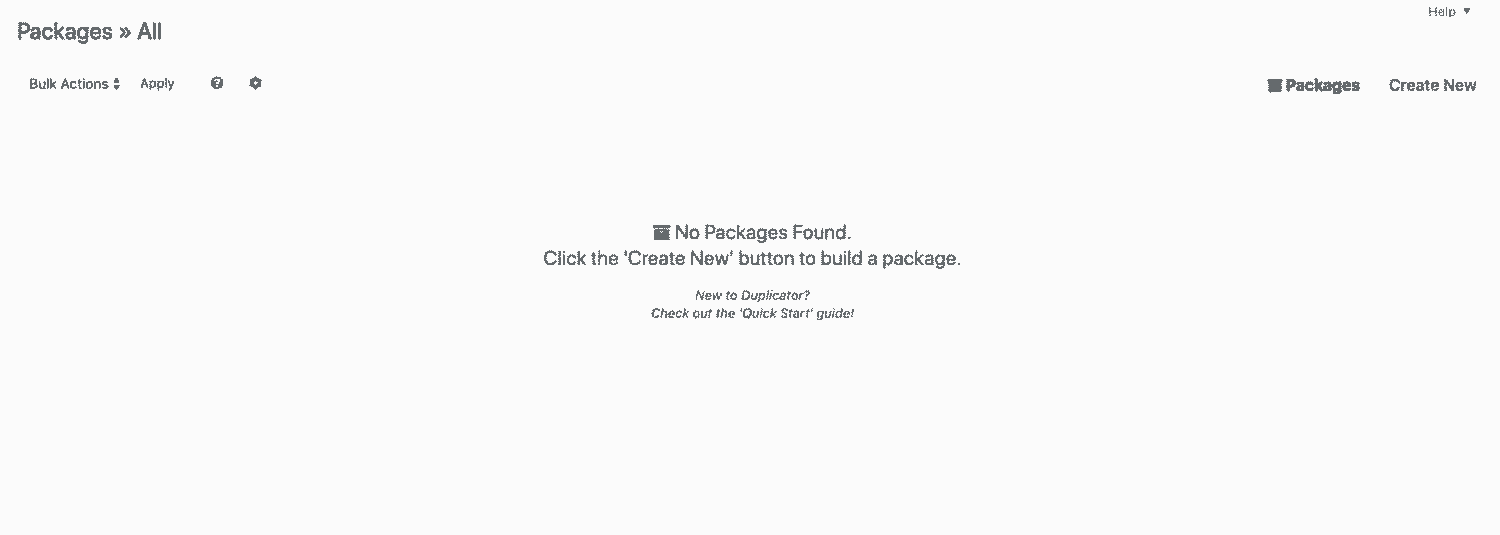 Help
Packages » All
Bulk Actions Apply
Packages Create New
No Packages Found.
Click the 'Create New' button to build a package.
New to Duplicator?
Check out the 'Quick Start' guide!